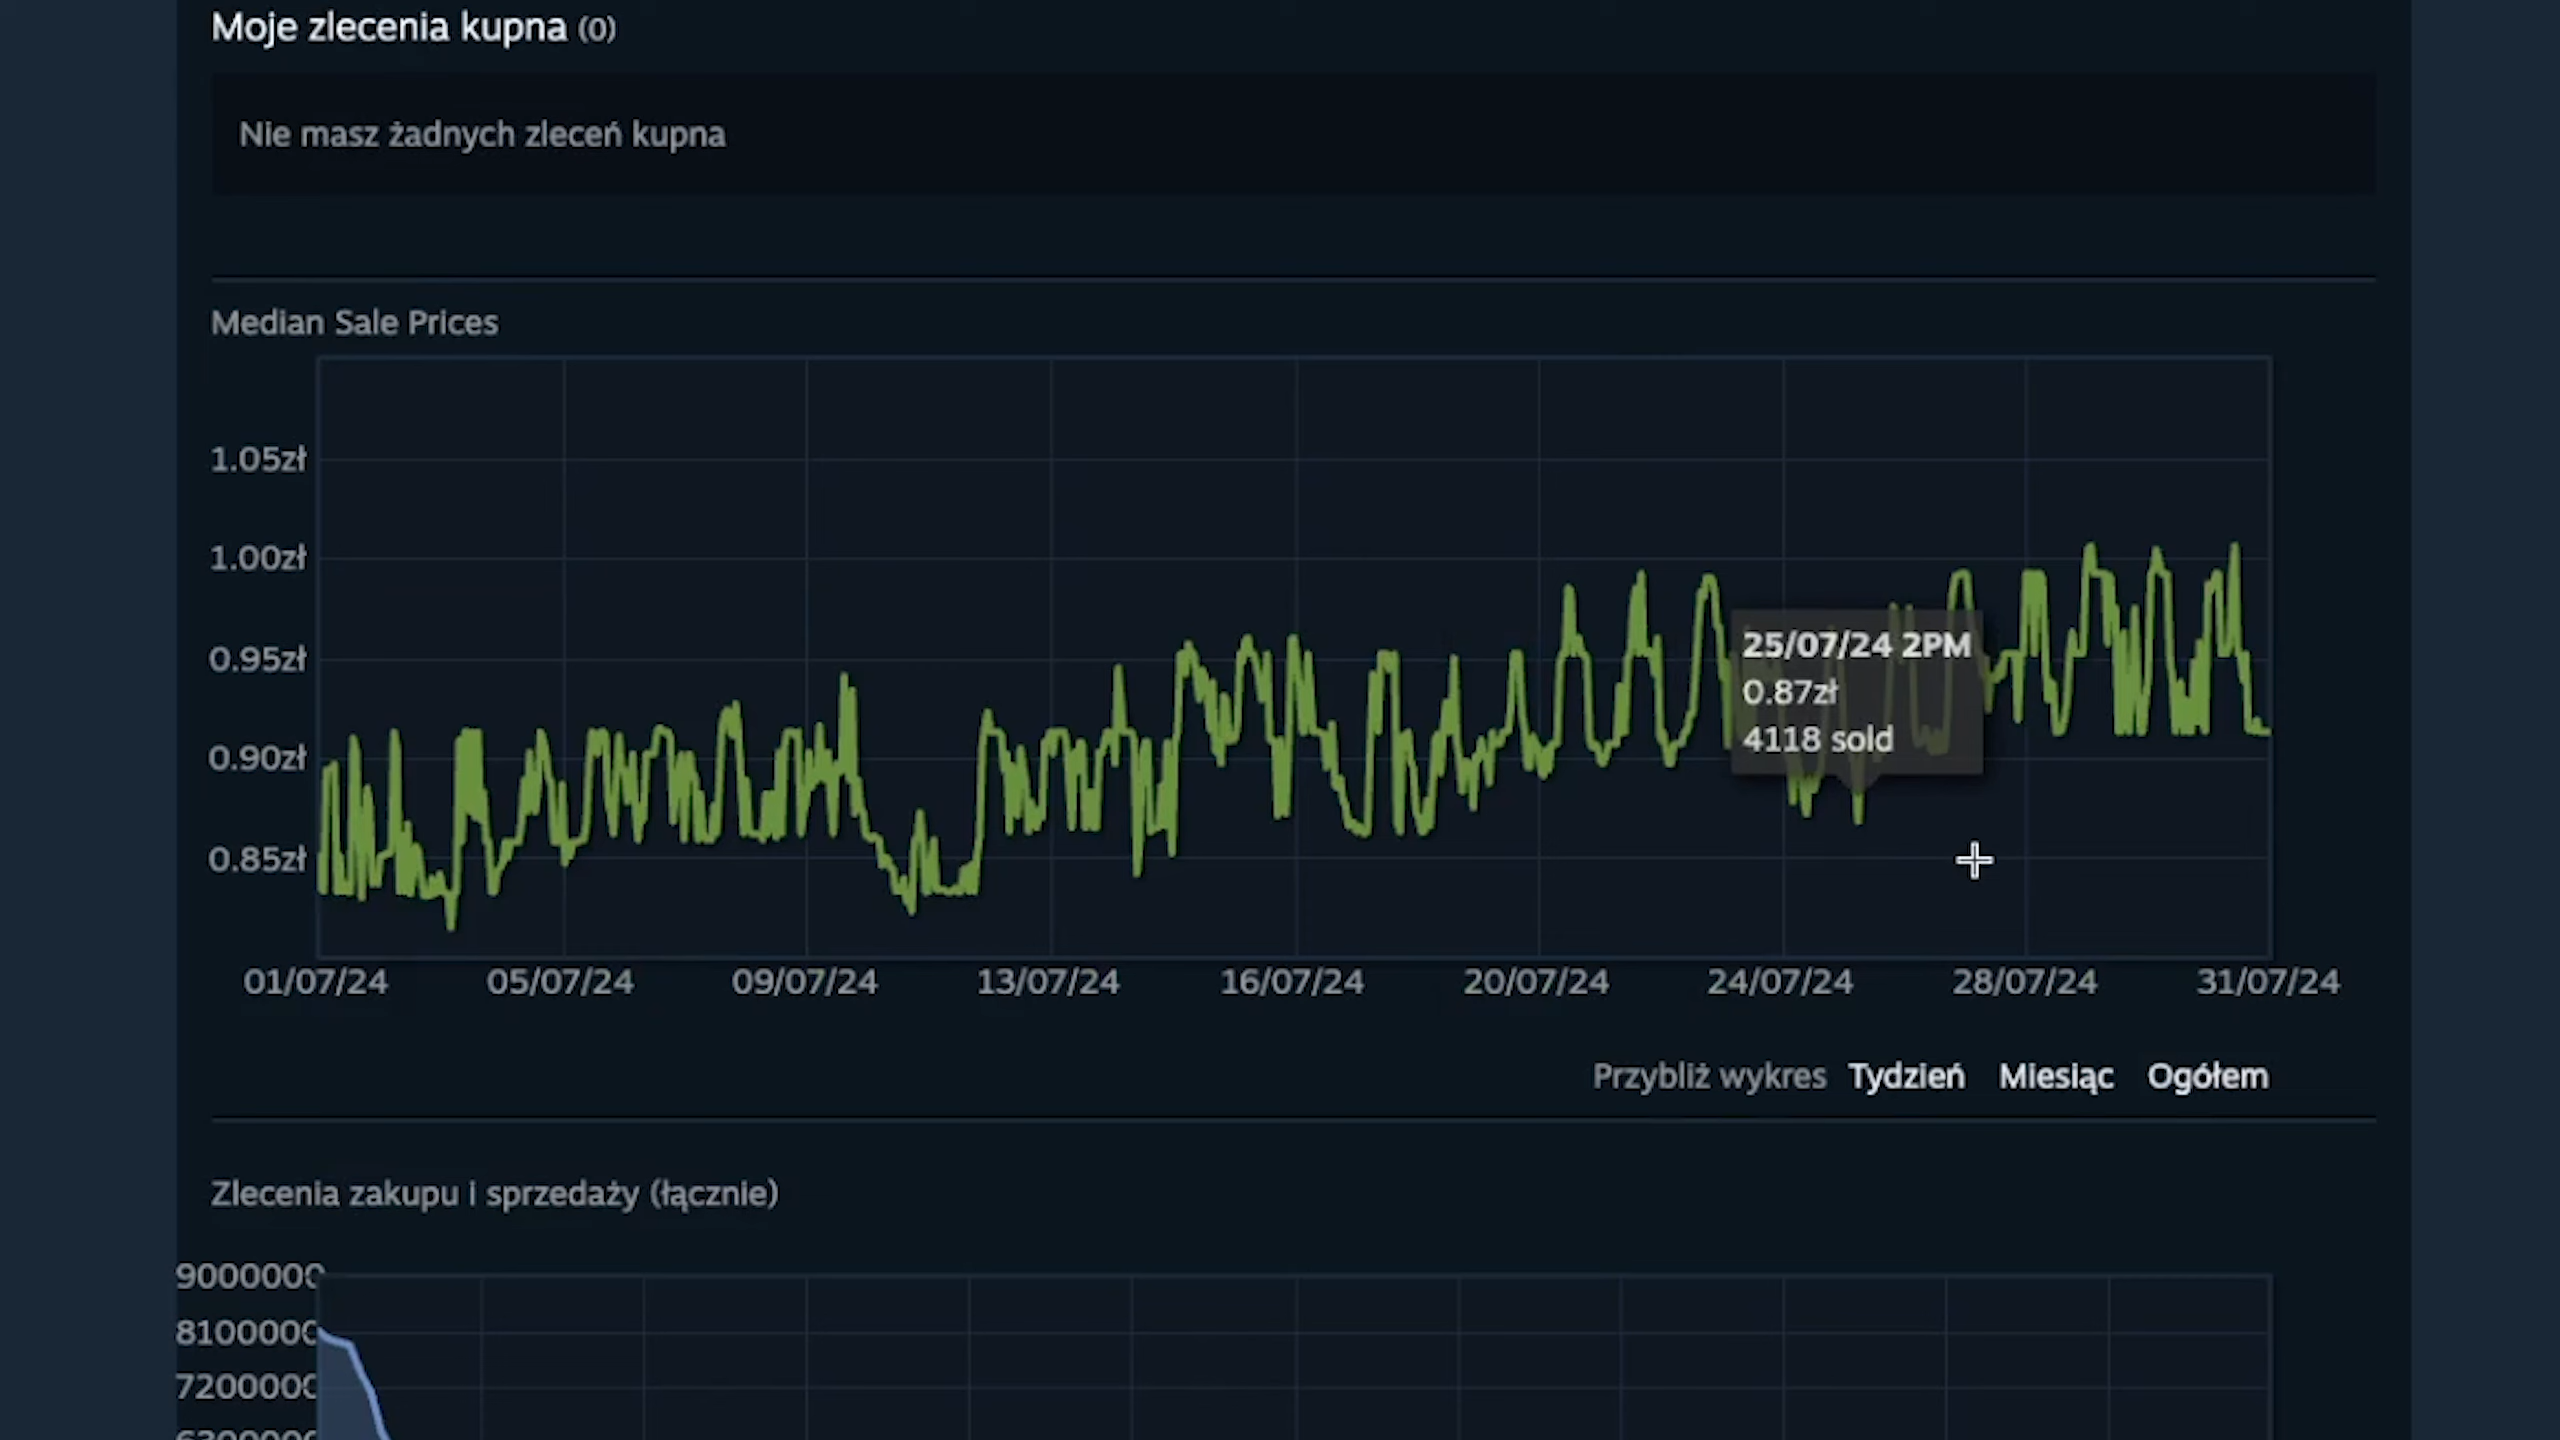 Moje zlecenia kupna (0)
Nie masz żadnych zleceń kupna
Median Sale Prices
1.05zł
1.00zł
0.95zł
0.90zł
0.85zł
25/07/24 2PM
0.87zł
4118 sold
01/07/24 05/07/24 09/07/24 13/07/24 16/07/24 20/07/24 24/07/24 28/07/24 31/07/24
Przybliż wykres Tydzień Miesiąc Ogółem
Zlecenia zakupu i sprzedaży (łącznie)
9000000
8100000
7200000